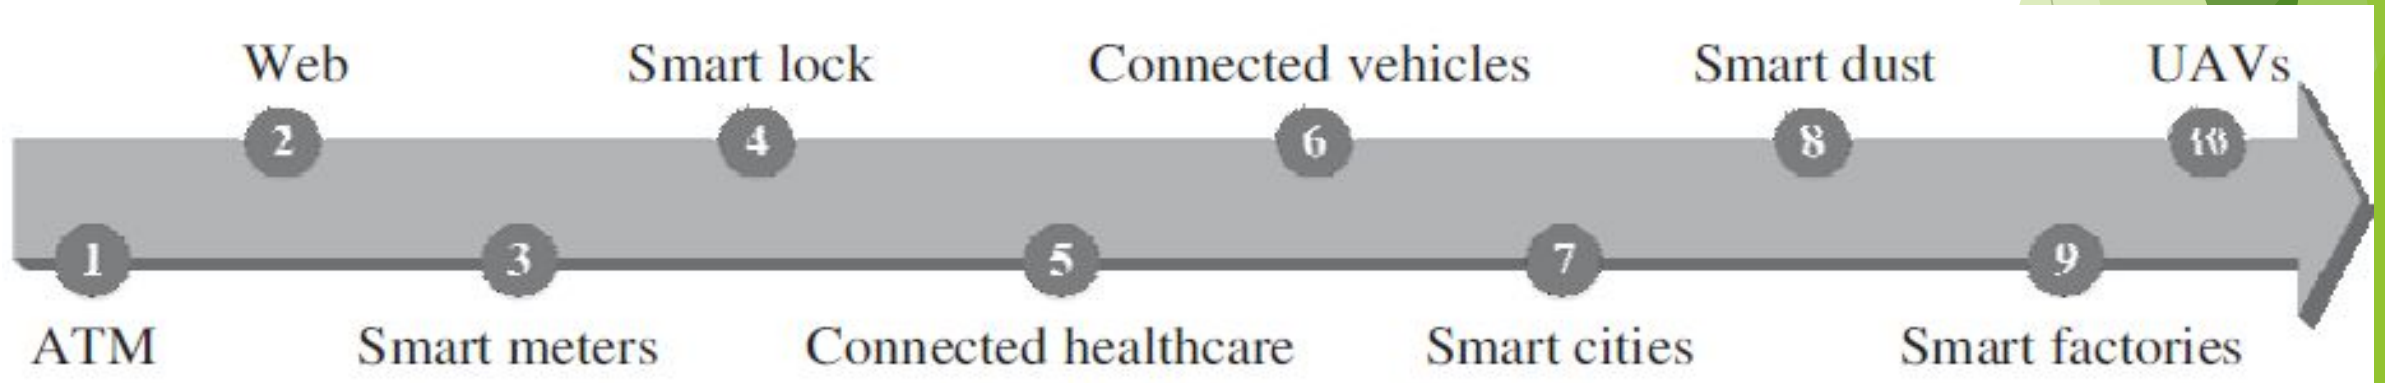 Web Smart lock Connected vehicles Smart dust UAVs
2 4 6 8 10
1 3 5 7 9
ATM Smart meters Connected healthcare Smart cities Smart factories